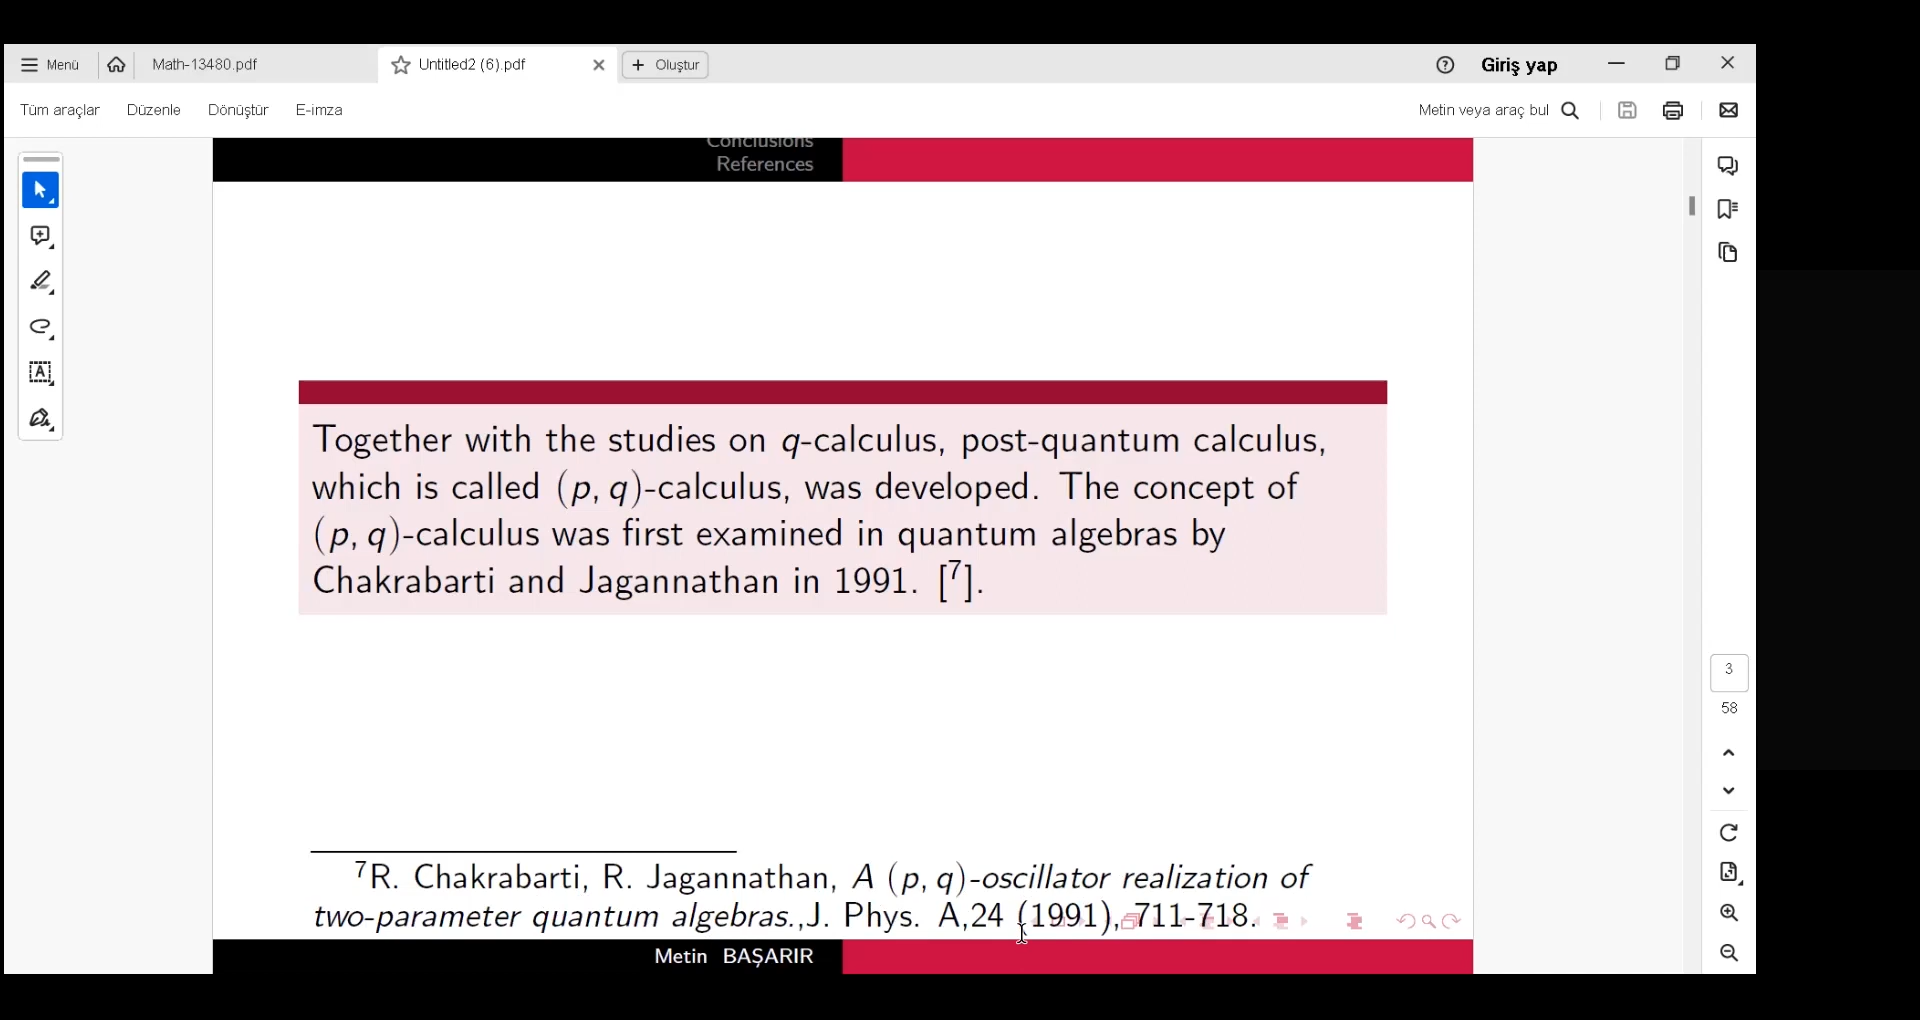 Menü
Math-13480.pdf
Untitled2 (6).pdf
+ Oluştur
Giriş yap
Tüm araçlar Düzenle Dönüştür E-imza
Metin veya araç bul
Conclusions
References
Together with the studies on q-calculus, post-quantum calculus,
which is called (p, q)-calculus, was developed. The concept of
(p, q)-calculus was first examined in quantum algebras by
Chakrabarti and Jagannathan in 1991. [⁷].
3
58
⁷R. Chakrabarti, R. Jagannathan, A (p, q)-oscillator realization of
two-parameter quantum algebras.,J. Phys. A,24 (1991), 711-718.
Metin BAŞARIR